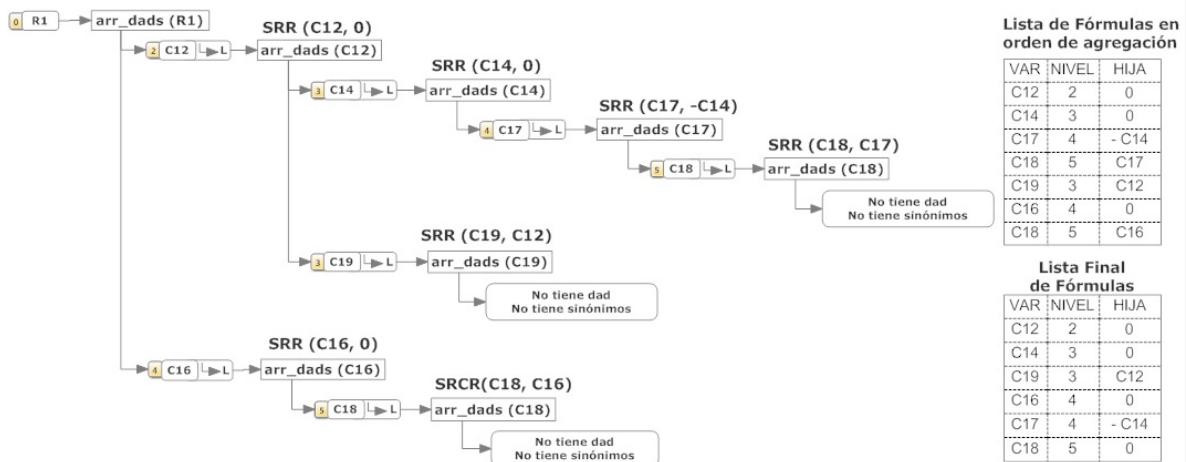 0 R1 arr_dads (R1)
SRR (C12, 0)
2 C12 L arr_dads (C12)
SRR (C14, 0)
3 C14 L arr_dads (C14)
SRR (C17, -C14)
4 C17 L arr_dads (C17)
SRR (C18, C17)
5 C18 L arr_dads (C18)
No tiene dad
No tiene sinónimos
SRR (C19, C12)
3 C19 L arr_dads (C19)
No tiene dad
No tiene sinónimos
SRR (C16, 0)
4 C16 L arr_dads (C16)
SRCR(C18, C16)
5 C18 L arr_dads (C18)
No tiene dad
No tiene sinónimos
Lista de Fórmulas en
orden de agregación
VAR NIVEL HIJA
C12 2 0
C14 3 0
C17 4 - C14
C18 5 C17
C19 3 C12
C16 4 0
C18 5 C16
Lista Final
de Fórmulas
VAR NIVEL HIJA
C12 2 0
C14 3 0
C19 3 C12
C16 4 0
C17 4 - C14
C18 5 0